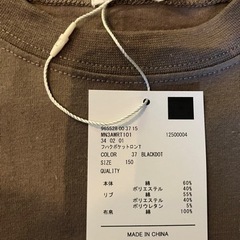 965528 00 37 15
MN3AWRT101 12500004
34 02 01
フハクポケットロンT
COLOR 37 BLACKDOT
SIZE 150
QUALITY
本体 綿 60%
ポリエステル 40%
リブ 綿 55%
ポリエステル 40%
ポリウレタン 5%
布帛 綿 100%
MADE IN CHINA